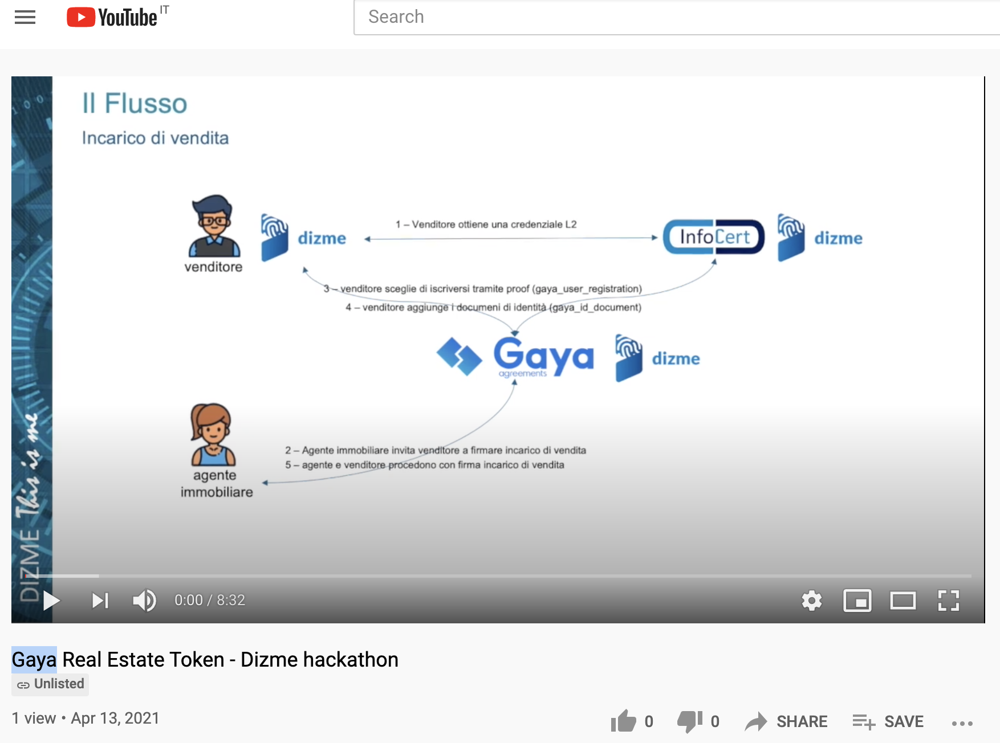 YouTube IT
Search
Il Flusso
Incarico di vendita
1 – Venditore ottiene una credenziale L2
dizme
InfoCert
dizme
venditore
3 – venditore sceglie di iscriversi tramite proof (gaya_user_registration)
4 – venditore aggiunge i documeni di identità (gaya_id_document)
Gaya
agreements
dizme
2 – Agente immobiliare invita venditore a firmare incarico di vendita
5 – agente e venditore procedono con firma incarico di vendita
agente
immobiliare
DIZME This is me
0:00 / 8:32
Gaya Real Estate Token - Dizme hackathon
Unlisted
1 view • Apr 13, 2021
0
0
SHARE
SAVE